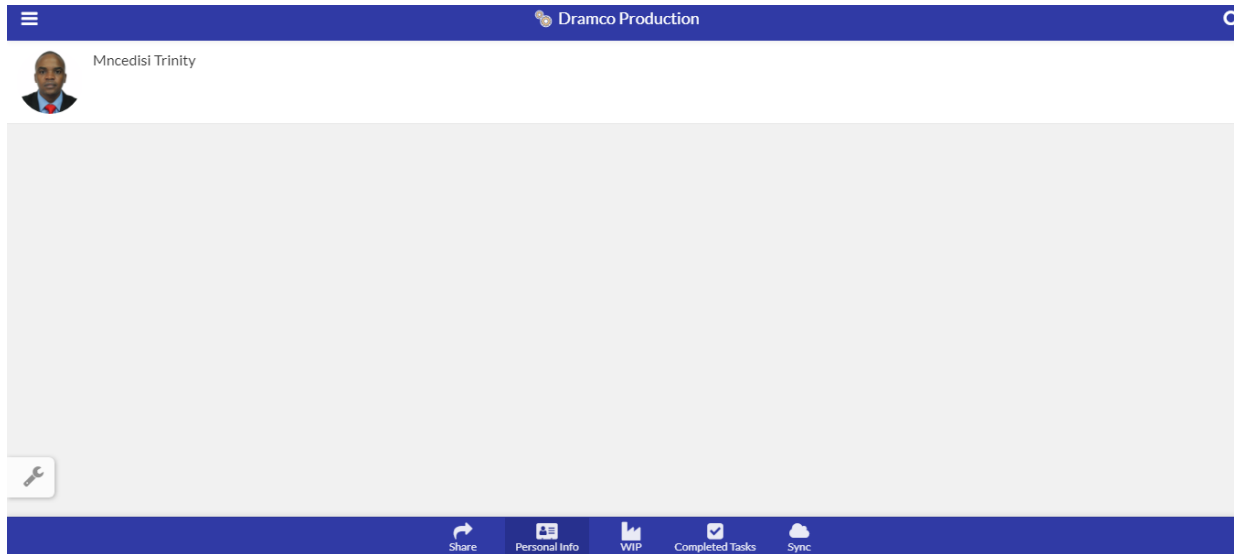 Dramco Production
Mncedisi Trinity
Share
Personal Info
WIP
Completed Tasks
Sync